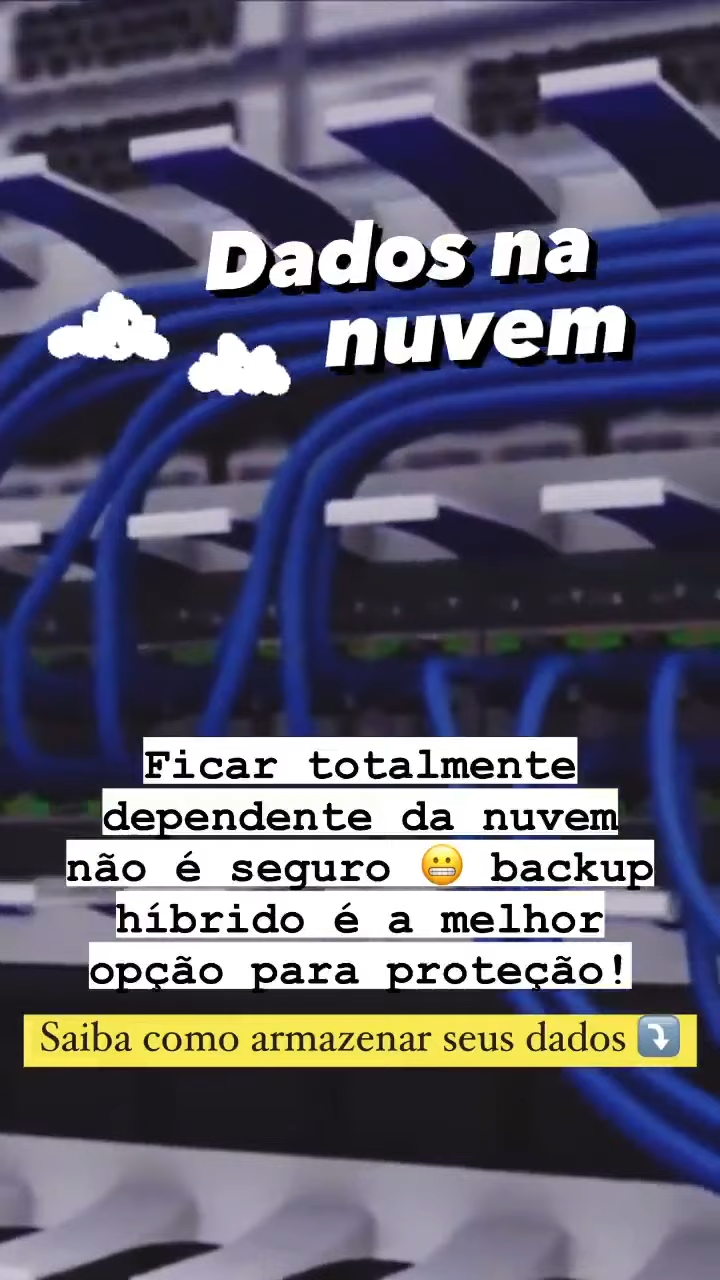 Dados na
nuvem
Ficar totalmente
dependente da nuvem
não é seguro 😬 backup
híbrido é a melhor
opção para proteção!
Saiba como armazenar seus dados ⤵️